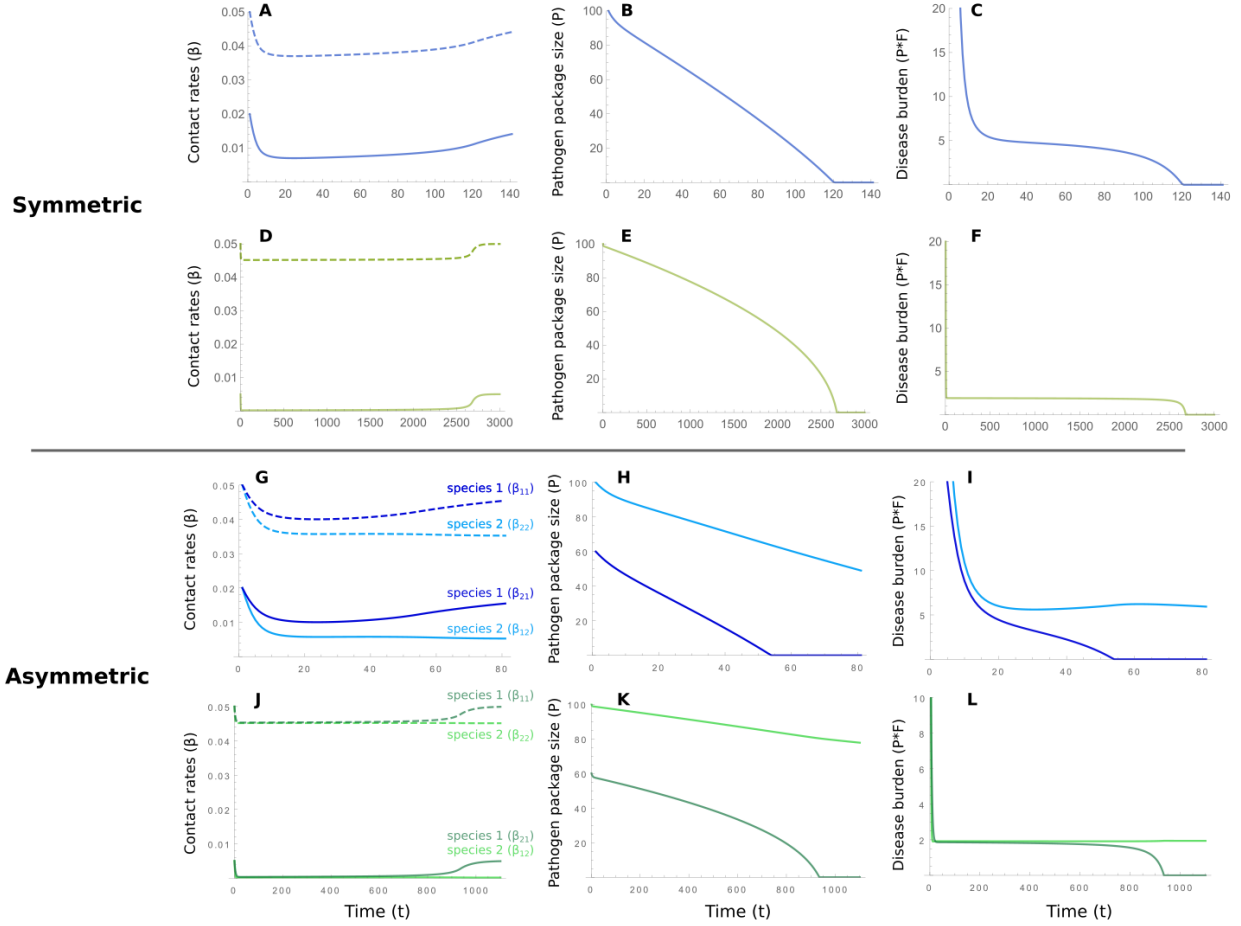 Symmetric
A
Contact rates (β)
0.05
0.04
0.03
0.02
0.01
0 20 40 60 80 100 120 140
B
Pathogen package size (P)
100
80
60
40
20
0 20 40 60 80 100 120 140
C
Disease burden (P*F)
20
15
10
5
0 20 40 60 80 100 120 140
D
Contact rates (β)
0.05
0.04
0.03
0.02
0.01
0 500 1000 1500 2000 2500 3000
E
Pathogen package size (P)
100
80
60
40
20
0 500 1000 1500 2000 2500 3000
F
Disease burden (P*F)
20
15
10
5
0 500 1000 1500 2000 2500 3000
Asymmetric
G
Contact rates (β)
0.05
0.04
0.03
0.02
0.01
0 20 40 60 80
species 1 (β₁₁)
species 2 (β₂₂)
species 1 (β₂₁)
species 2 (β₁₂)
H
Pathogen package size (P)
100
80
60
40
20
0 20 40 60 80
I
Disease burden (P*F)
20
15
10
5
0 20 40 60 80
J
Contact rates (β)
0.05
0.04
0.03
0.02
0.01
0 200 400 600 800 1000
species 1 (β₁₁)
species 2 (β₂₂)
species 1 (β₂₁)
species 2 (β₁₂)
Time (t)
K
Pathogen package size (P)
100
80
60
40
20
0 200 400 600 800 1000
Time (t)
L
Disease burden (P*F)
10
8
6
4
2
0 200 400 600 800 1000
Time (t)